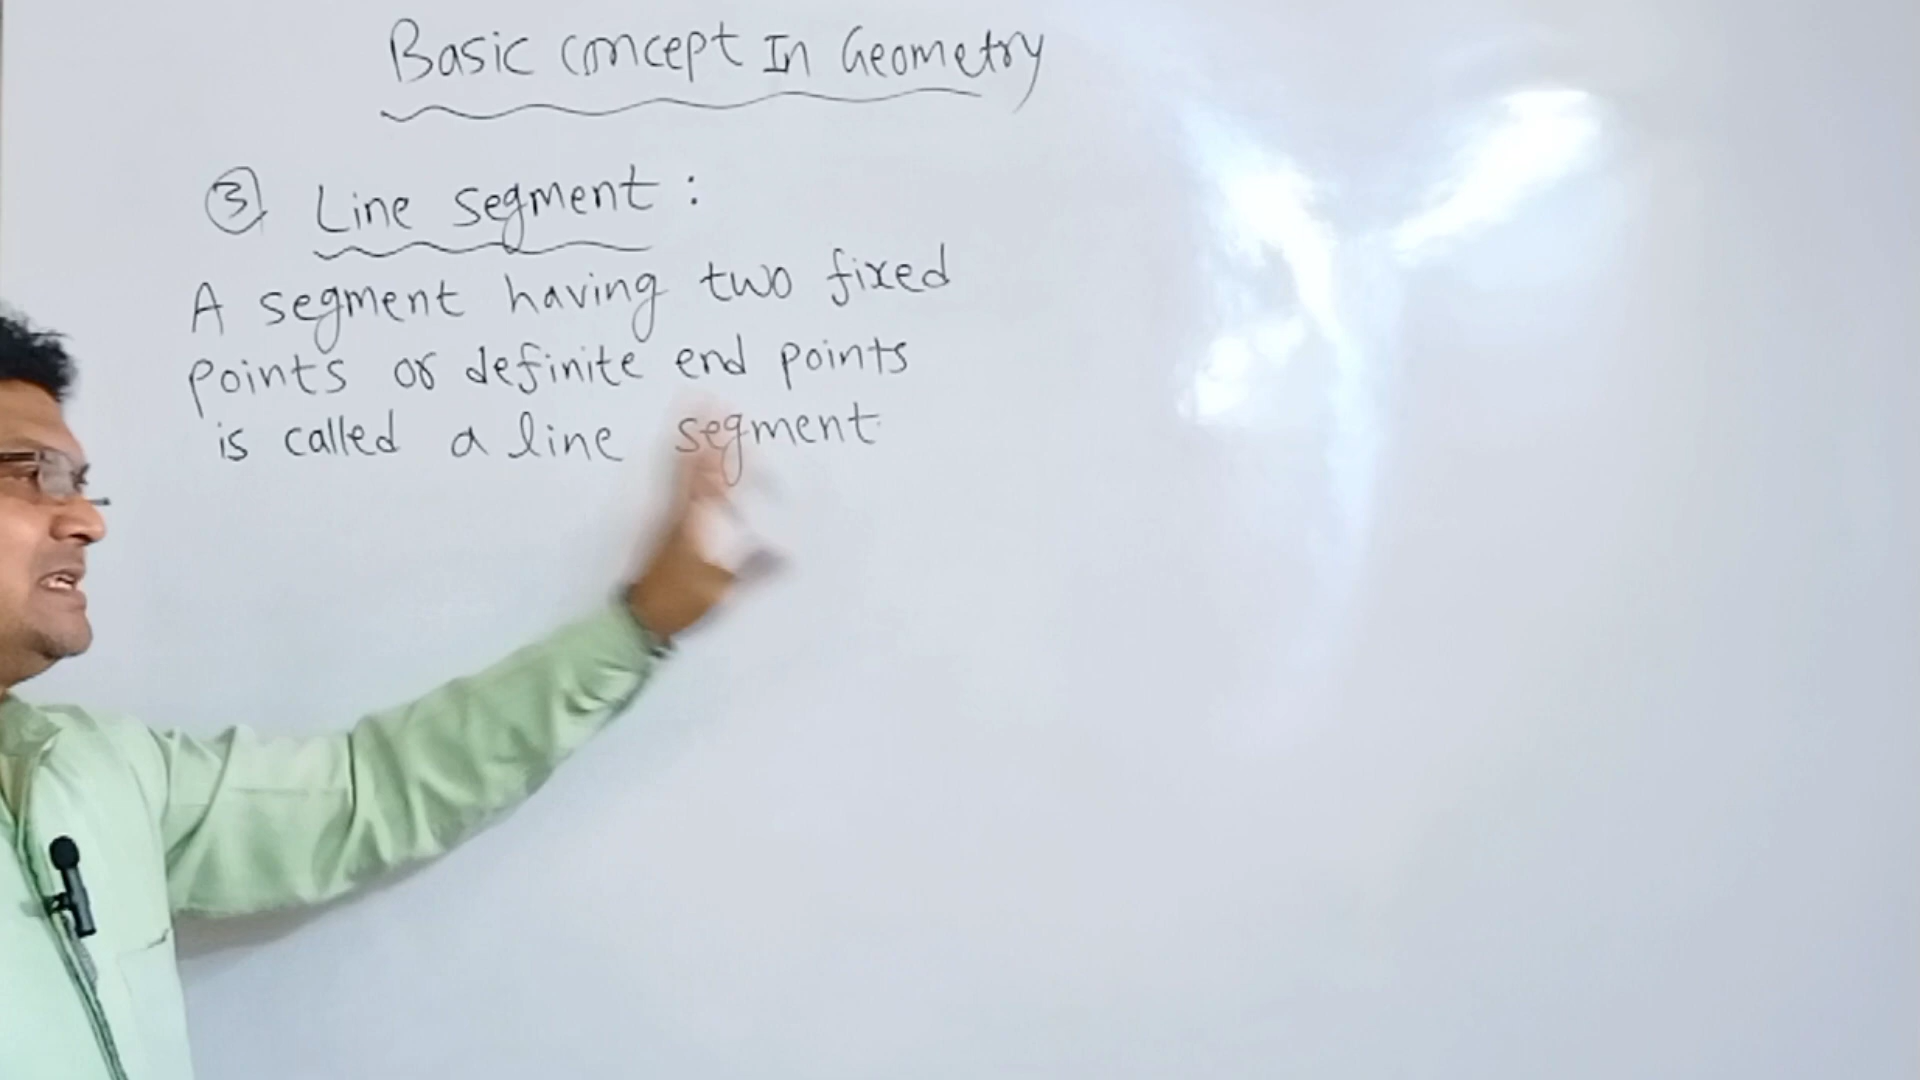 Basic concept In Geometry
③ Line segment :
A segment having two fixed
points or definite end points
is called a line segment